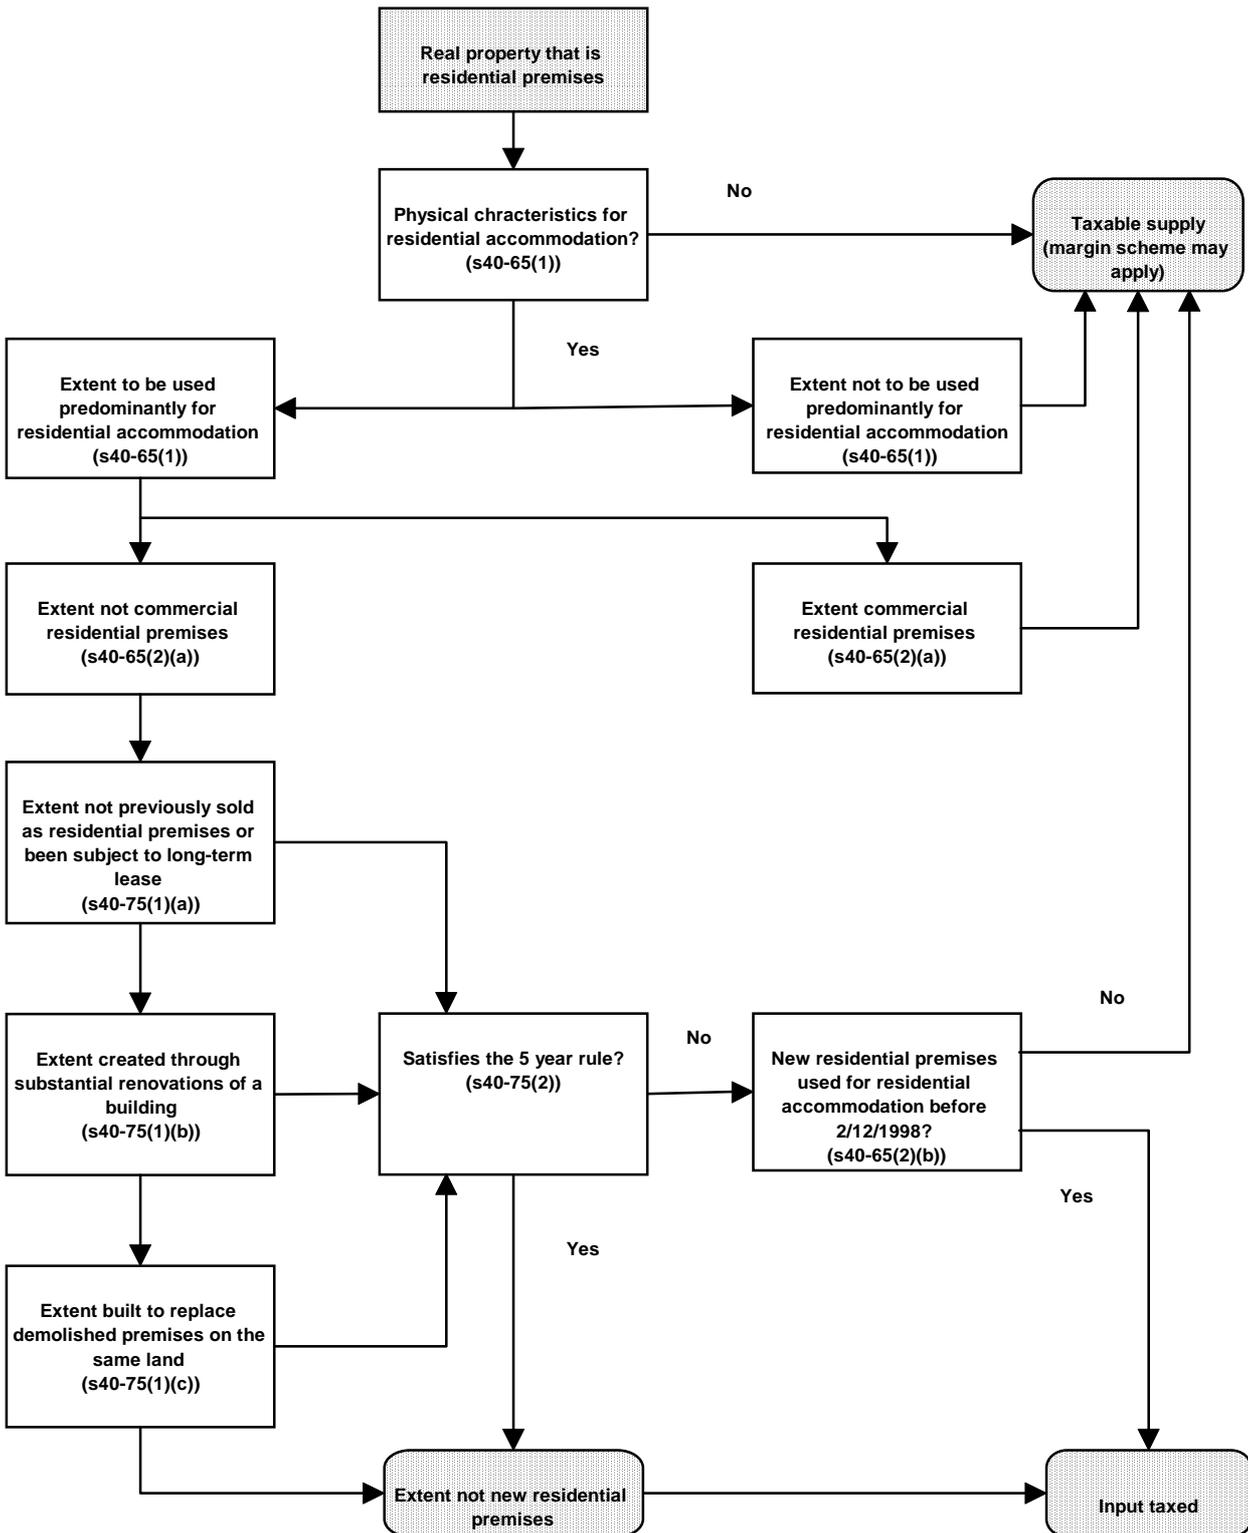 Real property that is
residential premises
No
Physical chracteristics for
residential accommodation?
(s40-65(1))
Taxable supply
(margin scheme may
apply)
Yes
Extent to be used
predominantly for
residential accommodation
(s40-65(1))
Extent not to be used
predominantly for
residential accommodation
(s40-65(1))
Extent not commercial
residential premises
(s40-65(2)(a))
Extent commercial
residential premises
(s40-65(2)(a))
Extent not previously sold
as residential premises or
been subject to long-term
lease
(s40-75(1)(a))
No
No
Extent created through
substantial renovations of a
building
(s40-75(1)(b))
Satisfies the 5 year rule?
(s40-75(2))
New residential premises
used for residential
accommodation before
2/12/1998?
(s40-65(2)(b))
Yes
Yes
Extent built to replace
demolished premises on the
same land
(s40-75(1)(c))
Extent not new residential
premises
Input taxed